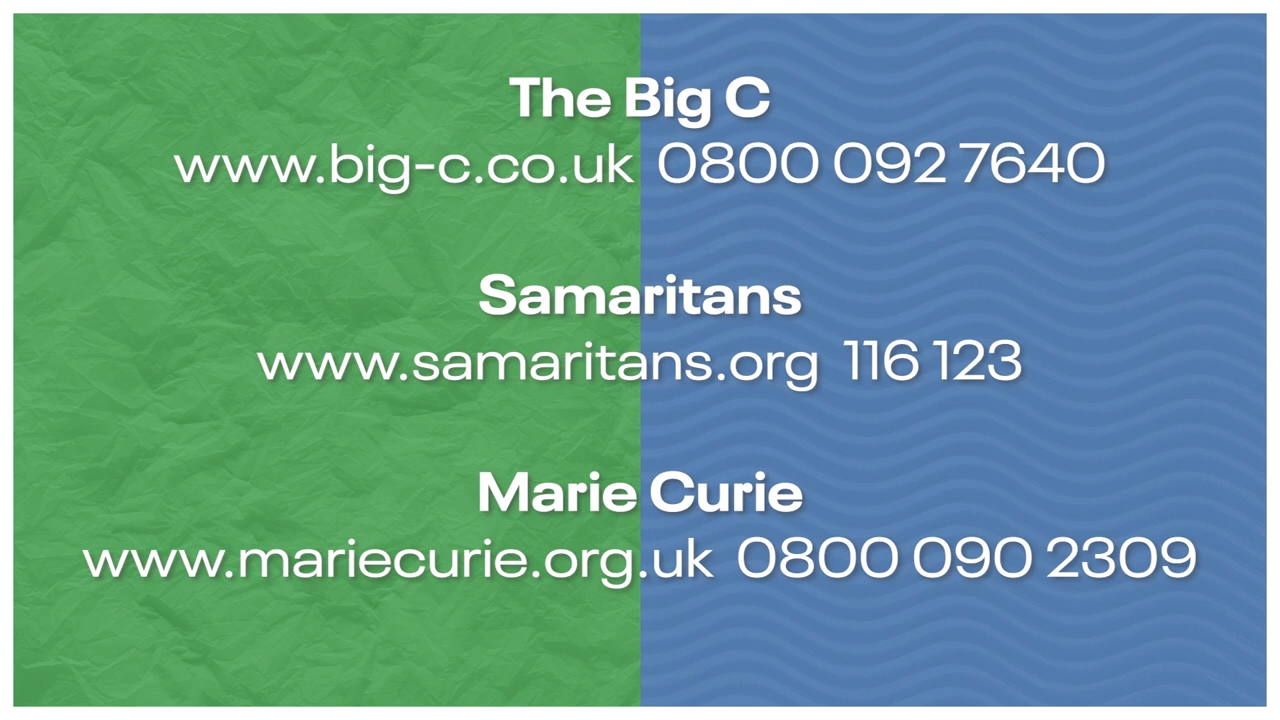 The Big C
www.big-c.co.uk 0800 092 7640
Samaritans
www.samaritans.org 116 123
Marie Curie
www.mariecurie.org.uk 0800 090 2309